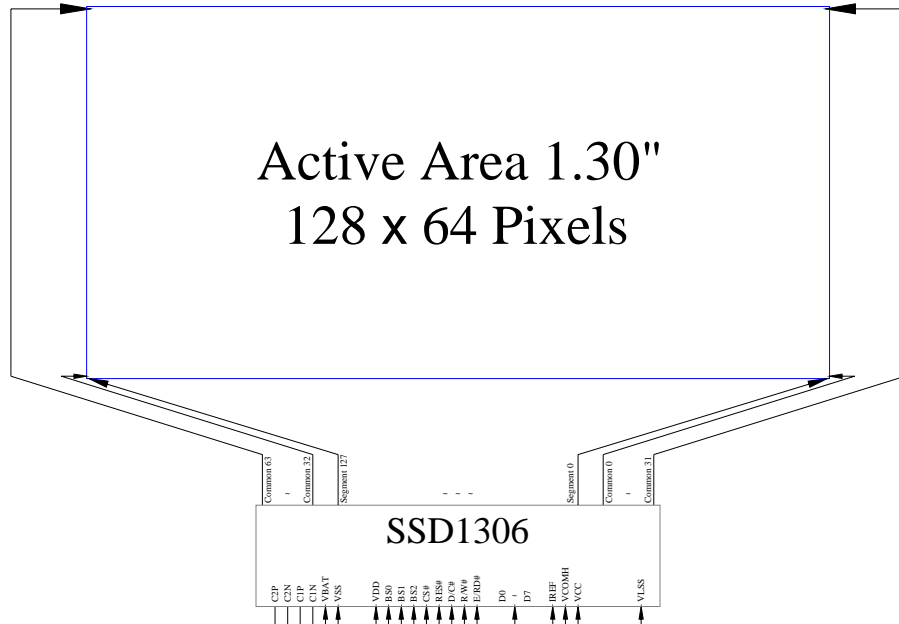 Active Area 1.30"
128 x 64 Pixels
Common 63
~
Common 32
Segment 127
~ ~ ~
Segment 0
Common 0
~
Common 31
SSD1306
C2P
C2N
C1P
C1N
VBAT
VSS
VDD
BS0
BS1
BS2
CS#
RES#
D/C#
R/W#
E/RD#
D0
~
D7
IREF
VCOMH
VCC
VLSS